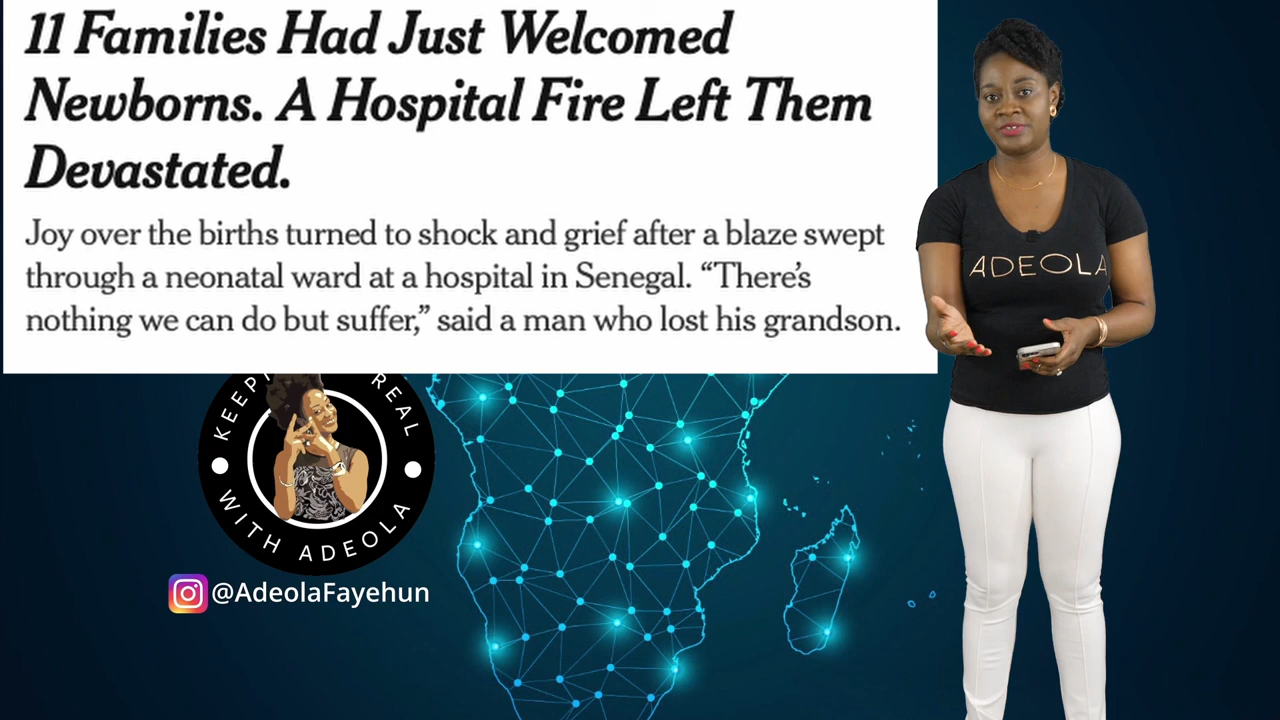 11 Families Had Just Welcomed
Newborns. A Hospital Fire Left Them
Devastated.
Joy over the births turned to shock and grief after a blaze swept
through a neonatal ward at a hospital in Senegal. “There’s
nothing we can do but suffer,” said a man who lost his grandson.
ADEOLA
REAL
WITH ADEOLA
@AdeolaFayehun